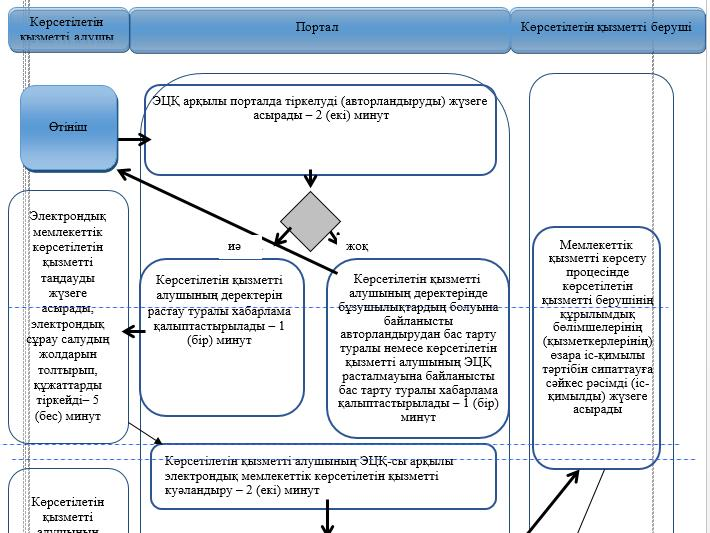 Көрсетілетін
қызметті алушы
Портал
Көрсетілетін қызметті беруші
Өтініш
ЭЦҚ арқылы порталда тіркелуді (авторландыруды) жүзеге
асырады – 2 (екі) минут
иә
жоқ
Электрондық
мемлекеттік
көрсетілетін
қызметті
таңдауды
жүзеге
асырады,
электрондық
сұрау салудың
жолдарын
толтырып,
құжаттарды
тіркейді– 5
(бес) минут
Көрсетілетін қызметті
алушының деректерін
растау туралы хабарлама
қалыптастырылады – 1
(бір) минут
Көрсетілетін қызметті
алушының деректерінде
бұзушылықтардың болуына
байланысты
авторландырудан бас тарту
туралы немесе көрсетілетін
қызметті алушының ЭЦҚ
расталмауына байланысты
бас тарту туралы хабарлама
қалыптастырылады – 1 (бір)
минут
Мемлекеттік
қызметті көрсету
процесінде
көрсетілетін
қызметті берушінің
құрылымдық
бөлімшелерінің
(қызметкерлерінің)
өзара іс-қимылы
тәртібін сипаттауға
сәйкес рәсімді (іс-
қимылды) жүзеге
асырады
Көрсетілетін қызметті алушының ЭЦҚ-сы арқылы
электрондық мемлекеттік көрсетілетін қызметті
куәландыру – 2 (екі) минут
Көрсетілетін
қызметті
алушының